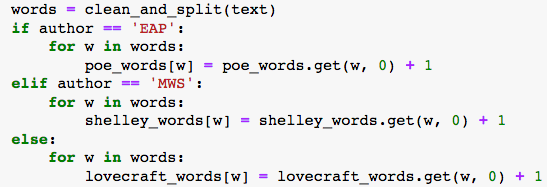 words = clean_and_split(text)
if author == 'EAP':
    for w in words:
        poe_words[w] = poe_words.get(w, 0) + 1
elif author == 'MWS':
    for w in words:
        shelley_words[w] = shelley_words.get(w, 0) + 1
else:
    for w in words:
        lovecraft_words[w] = lovecraft_words.get(w, 0) + 1